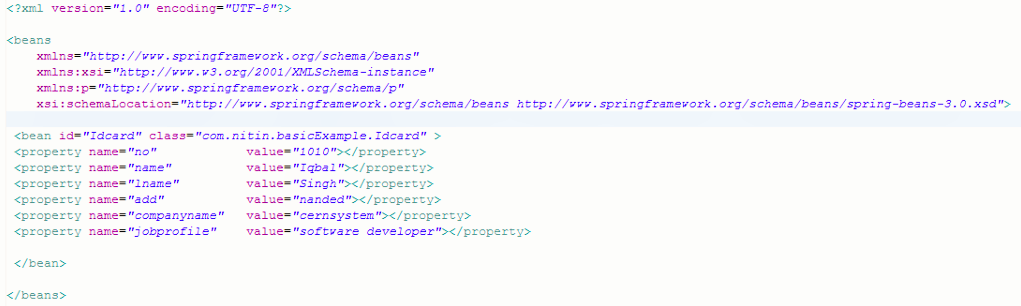 <?xml version="1.0" encoding="UTF-8"?>
<beans
xmlns="http://www.springframework.org/schema/beans"
xmlns:xsi="http://www.w3.org/2001/XMLSchema-instance"
xmlns:p="http://www.springframework.org/schema/p"
xsi:schemaLocation="http://www.springframework.org/schema/beans http://www.springframework.org/schema/beans/spring-beans-3.0.xsd">
<bean id="Idcard" class="com.nitin.basicExample.Idcard" >
<property name="no" value="1010"></property>
<property name="name" value="Iqbal"></property>
<property name="lname" value="Singh"></property>
<property name="add" value="nanded"></property>
<property name="companyname" value="cernsystem"></property>
<property name="jobprofile" value="software developer"></property>
</bean>
</beans>